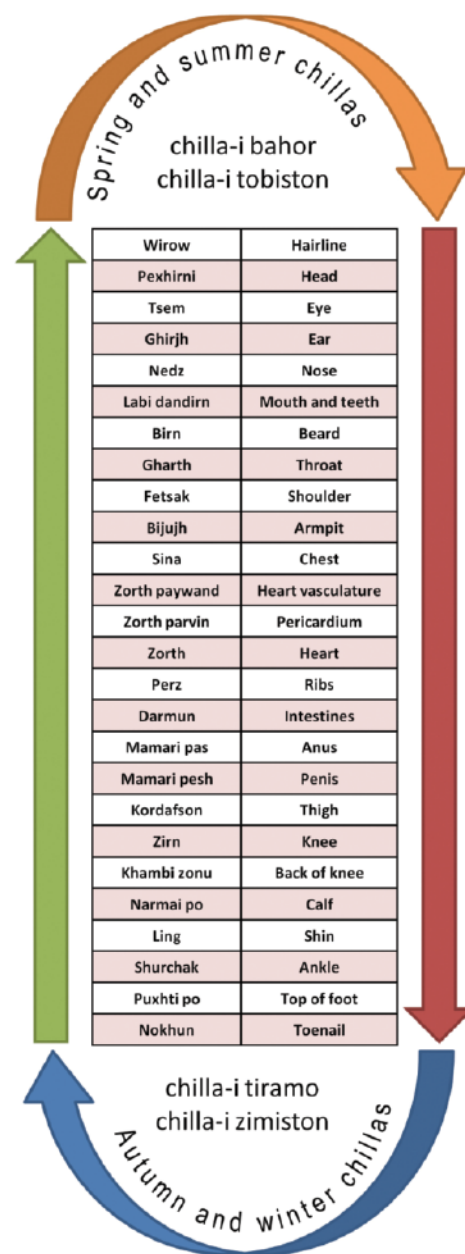 Spring and summer chillas
chilla-i bahor
chilla-i tobiston
Wirow Hairline
Pexhirni Head
Tsem Eye
Ghirjh Ear
Nedz Nose
Labi dandirn Mouth and teeth
Birn Beard
Gharth Throat
Fetsak Shoulder
Bijujh Armpit
Sina Chest
Zorth paywand Heart vasculature
Zorth parvin Pericardium
Zorth Heart
Perz Ribs
Darmun Intestines
Mamari pas Anus
Mamari pesh Penis
Kordafson Thigh
Zirn Knee
Khambi zonu Back of knee
Narmai po Calf
Ling Shin
Shurchak Ankle
Puxhti po Top of foot
Nokhun Toenail
chilla-i tiramo
chilla-i zimiston
Autumn and winter chillas